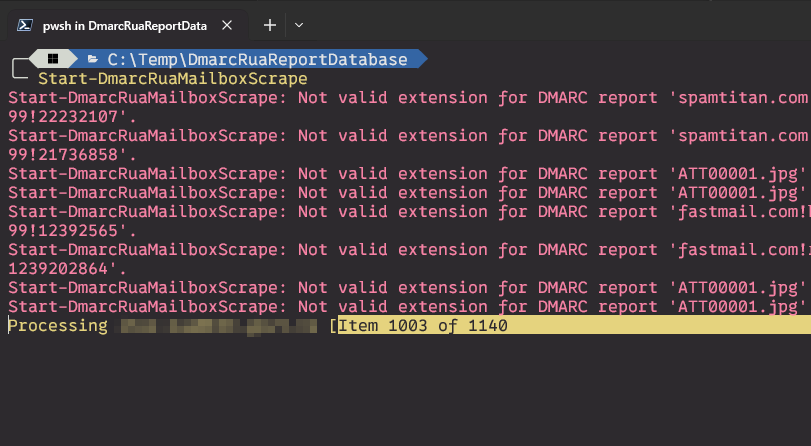 pwsh in DmarcRuaReportData
C:\Temp\DmarcRuaReportDatabase
Start-DmarcRuaMailboxScrape
Start-DmarcRuaMailboxScrape: Not valid extension for DMARC report 'spamtitan.com
99!22232107'.
Start-DmarcRuaMailboxScrape: Not valid extension for DMARC report 'spamtitan.com
99!21736858'.
Start-DmarcRuaMailboxScrape: Not valid extension for DMARC report 'ATT00001.jpg'
Start-DmarcRuaMailboxScrape: Not valid extension for DMARC report 'ATT00001.jpg'
Start-DmarcRuaMailboxScrape: Not valid extension for DMARC report 'fastmail.com!
99!12392565'.
Start-DmarcRuaMailboxScrape: Not valid extension for DMARC report 'fastmail.com!
1239202864'.
Start-DmarcRuaMailboxScrape: Not valid extension for DMARC report 'ATT00001.jpg'
Start-DmarcRuaMailboxScrape: Not valid extension for DMARC report 'ATT00001.jpg'
Processing [Item 1003 of 1140